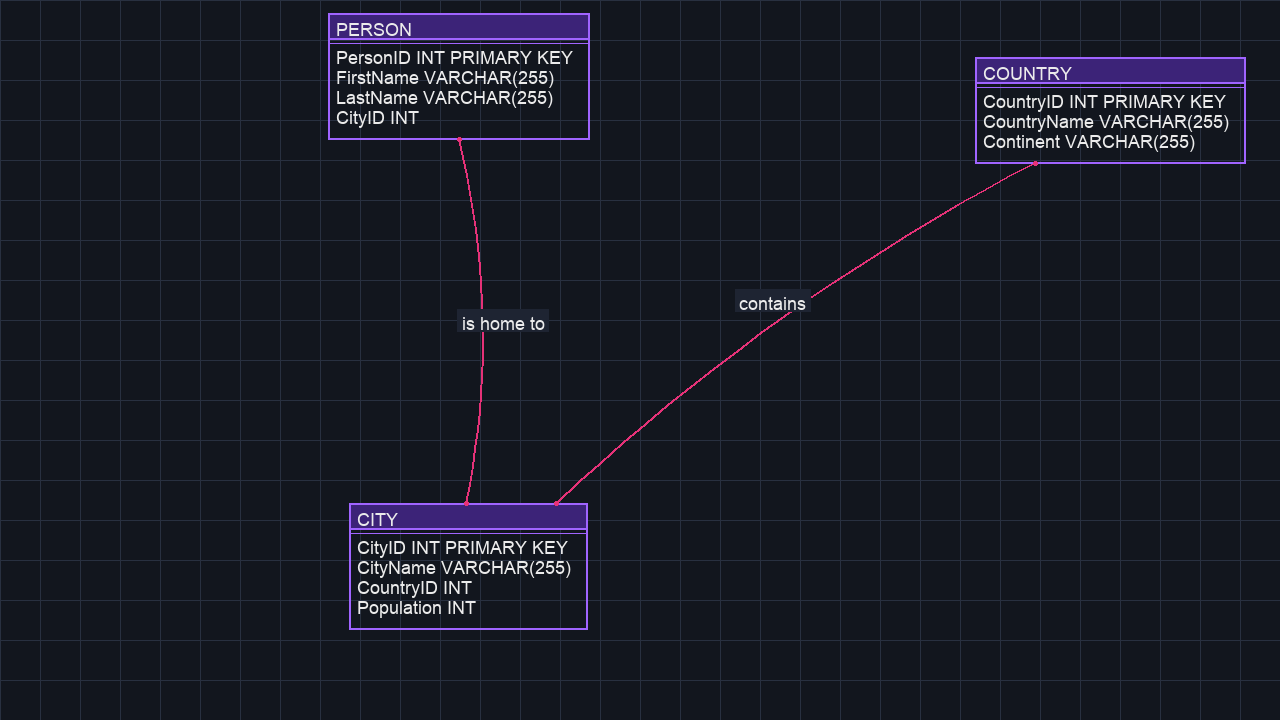 PERSON
PersonID INT PRIMARY KEY
FirstName VARCHAR(255)
LastName VARCHAR(255)
CityID INT
COUNTRY
CountryID INT PRIMARY KEY
CountryName VARCHAR(255)
Continent VARCHAR(255)
contains
is home to
CITY
CityID INT PRIMARY KEY
CityName VARCHAR(255)
CountryID INT
Population INT